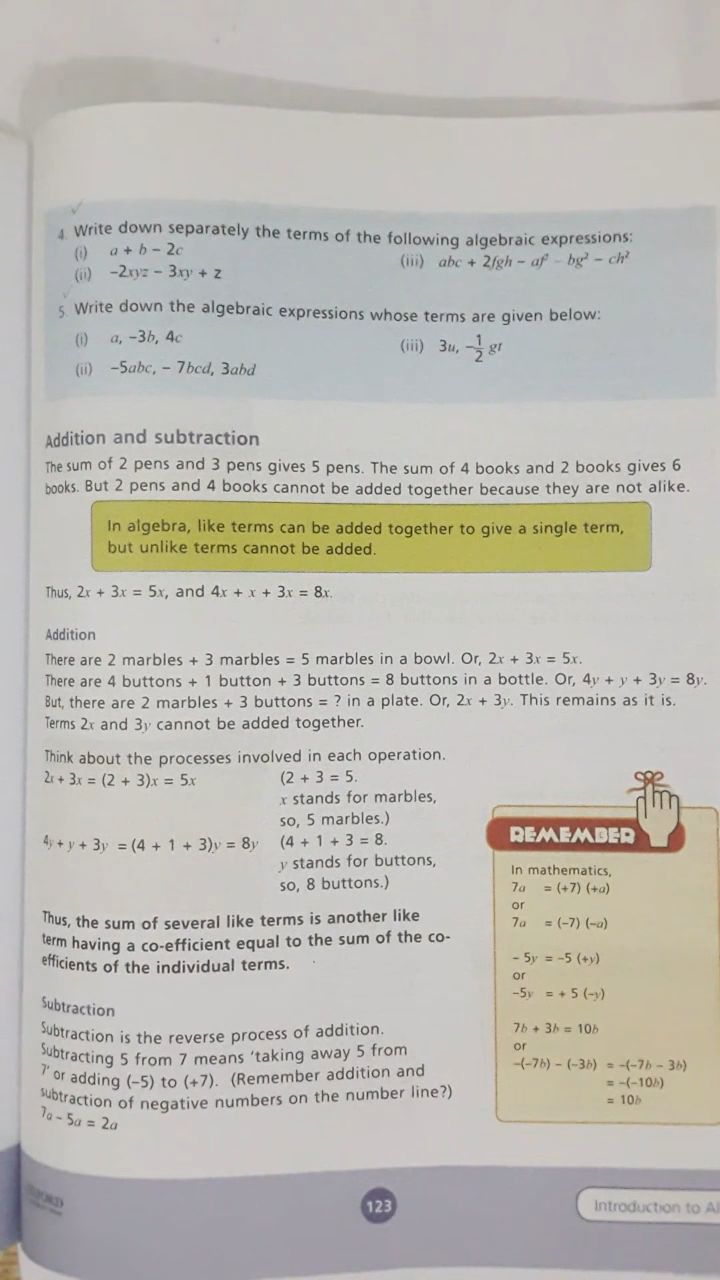 4. Write down separately the terms of the following algebraic expressions:
(i) a + b − 2c
(iii) abc + 2fgh − af² − bg² − ch²
(ii) −2xyz − 3xy + z
5. Write down the algebraic expressions whose terms are given below:
(i) a, −3b, 4c
(iii) 3u, −1/2 gt
(ii) −5abc, − 7bcd, 3abd
Addition and subtraction
The sum of 2 pens and 3 pens gives 5 pens. The sum of 4 books and 2 books gives 6
books. But 2 pens and 4 books cannot be added together because they are not alike.
In algebra, like terms can be added together to give a single term,
but unlike terms cannot be added.
Thus, 2x + 3x = 5x, and 4x + x + 3x = 8x.
Addition
There are 2 marbles + 3 marbles = 5 marbles in a bowl. Or, 2x + 3x = 5x.
There are 4 buttons + 1 button + 3 buttons = 8 buttons in a bottle. Or, 4y + y + 3y = 8y.
But, there are 2 marbles + 3 buttons = ? in a plate. Or, 2x + 3y. This remains as it is.
Terms 2x and 3y cannot be added together.
Think about the processes involved in each operation.
2x + 3x = (2 + 3)x = 5x (2 + 3 = 5.
x stands for marbles,
so, 5 marbles.)
4y + y + 3y = (4 + 1 + 3)y = 8y (4 + 1 + 3 = 8.
y stands for buttons,
so, 8 buttons.)
Thus, the sum of several like terms is another like
term having a co-efficient equal to the sum of the co-
efficients of the individual terms.
Subtraction
Subtraction is the reverse process of addition.
Subtracting 5 from 7 means 'taking away 5 from
7' or adding (−5) to (+7). (Remember addition and
subtraction of negative numbers on the number line?)
7a − 5a = 2a
REMEMBER
In mathematics,
7a = (+7) (+a)
or
7a = (−7) (−a)
− 5y = −5 (+y)
or
−5y = + 5 (−y)
7b + 3b = 10b
or
−(−7b) − (−3b) = −(−7b − 3b)
= −(−10b)
= 10b
123
Introduction to Al